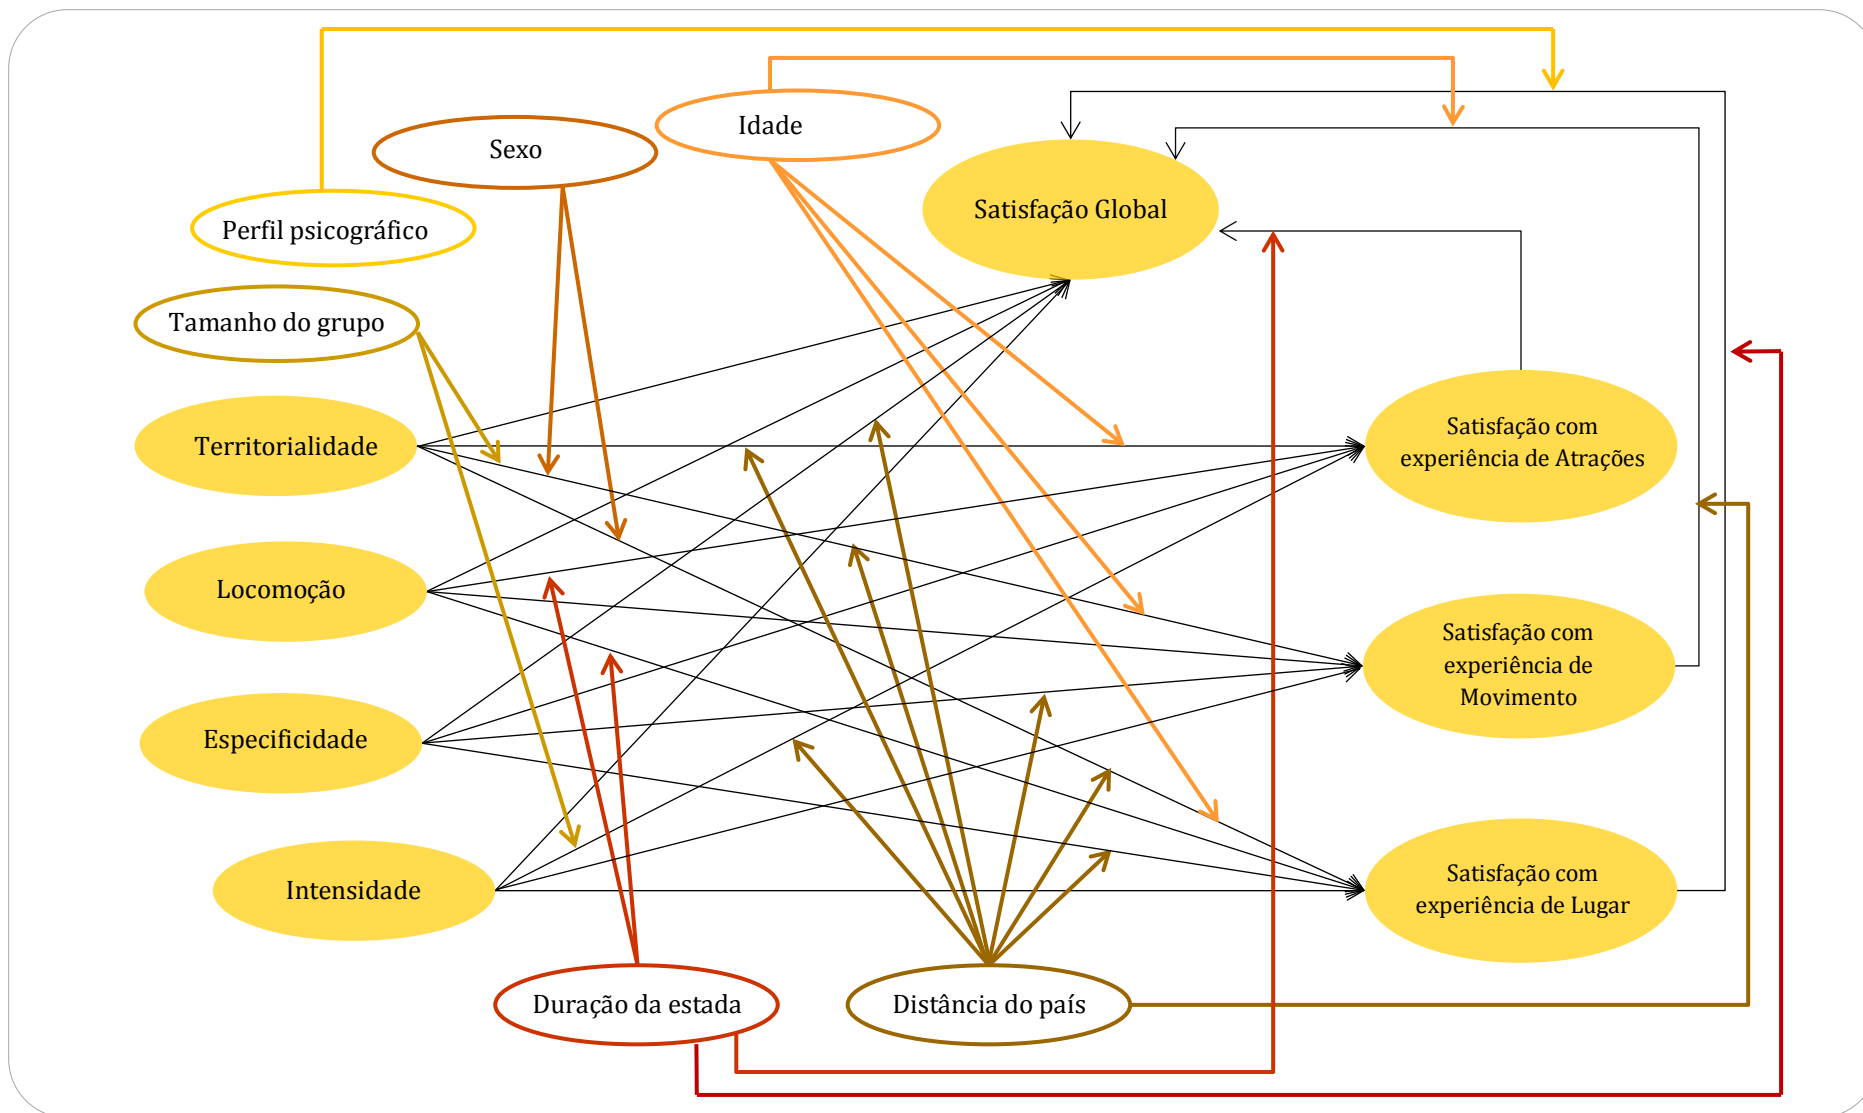 Idade
Sexo
Satisfação Global
Perfil psicográfico
Tamanho do grupo
Territorialidade
Satisfação com
experiência de Atrações
Locomoção
Satisfação com
experiência de
Movimento
Especificidade
Intensidade
Satisfação com
experiência de Lugar
Duração da estada
Distância do país